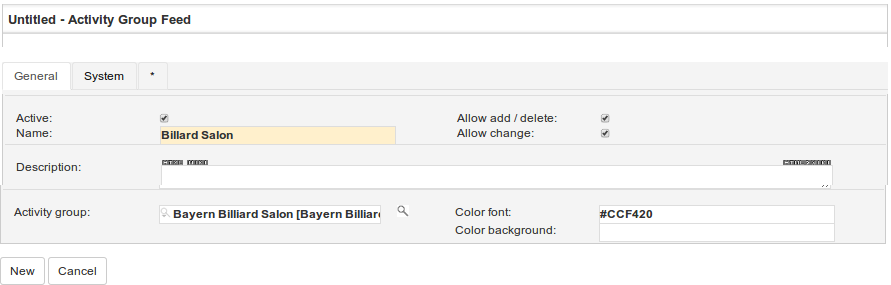 Untitled - Activity Group Feed
General System *
Active: Allow add / delete:
Name: Billard Salon Allow change:
Description:
Activity group: Bayern Billiard Salon [Bayern Billiar Color font: #CCF420
Color background:
New Cancel